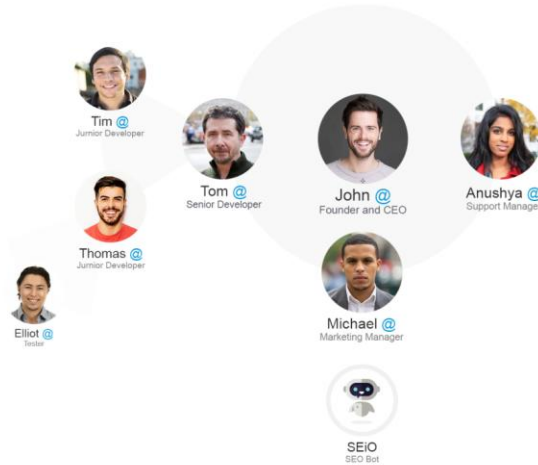 Tim @
Jurnior Developer
Tom @
Senior Developer
John @
Founder and CEO
Anushya @
Support Manager
Thomas @
Jurnior Developer
Elliot @
Tester
Michael @
Marketing Manager
SEiO
SEO Bot